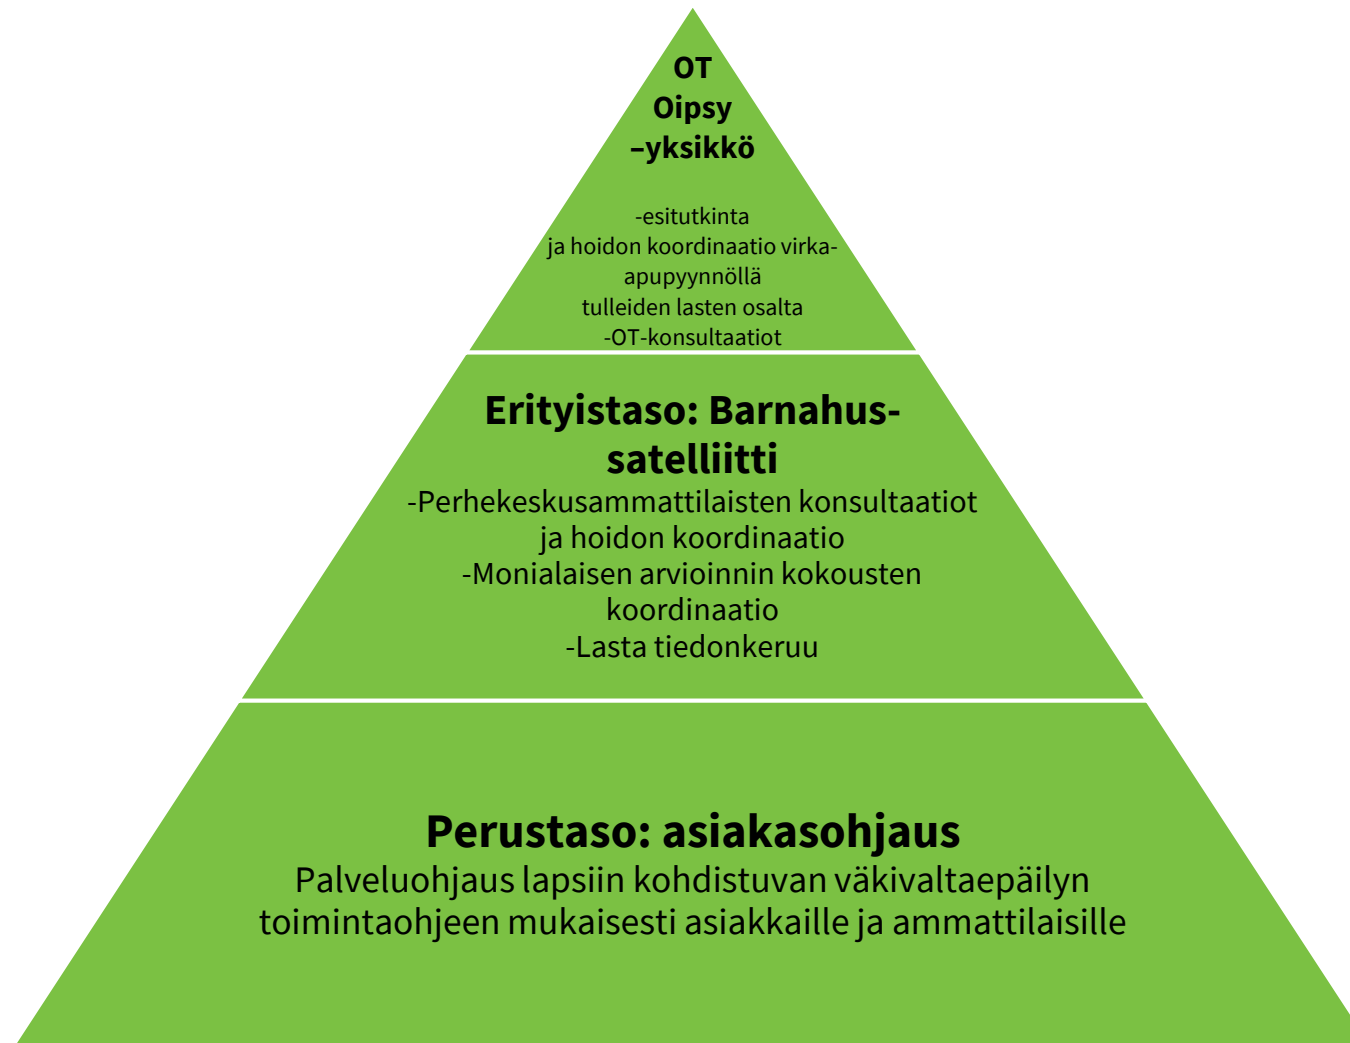 OT
Oipsy
–yksikkö
-esitutkinta
ja hoidon koordinaatio virka-
apupyynnöllä
tulleiden lasten osalta
-OT-konsultaatiot
Erityistaso: Barnahus-
satelliitti
-Perhekeskusammattilaisten konsultaatiot
ja hoidon koordinaatio
-Monialaisen arvioinnin kokousten
koordinaatio
-Lasta tiedonkeruu
Perustaso: asiakasohjaus
Palveluohjaus lapsiin kohdistuvan väkivaltaepäilyn
toimintaohjeen mukaisesti asiakkaille ja ammattilaisille